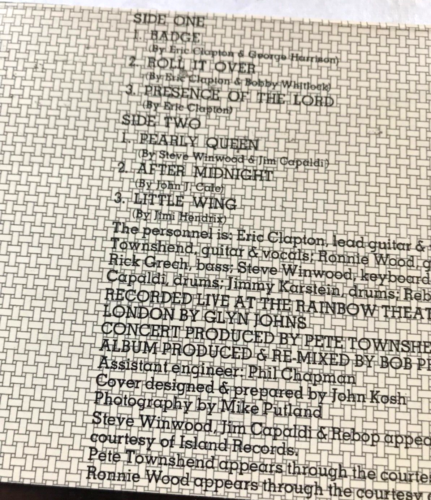 SIDE ONE
1. BADGE
(By Eric Clapton & George Harrison)
2. ROLL IT OVER
(By Eric Clapton & Bobby Whitlock)
3. PRESENCE OF THE LORD
(By Eric Clapton)
SIDE TWO
1. PEARLY QUEEN
(By Steve Winwood & Jim Capaldi)
2. AFTER MIDNIGHT
(By John J. Cale)
3. LITTLE WING
(By Jimi Hendrix)
The personnel is: Eric Clapton, lead guitar &
Townshend, guitar & vocals; Ronnie Wood,
Rick Grech, bass; Steve Winwood, keyboard
Capaldi, drums; Jimmy Karstein, drums; Reb
RECORDED LIVE AT THE RAINBOW THEAT
LONDON BY GLYN JOHNS
CONCERT PRODUCED BY PETE TOWNSHE
ALBUM PRODUCED & RE-MIXED BY BOB P
Assistant engineer: Phil Chapman
Cover designed & prepared by John Kosh
Photography by Mike Putland
Steve Winwood, Jim Capaldi & Rebop appea
courtesy of Island Records.
Pete Townshend appears through the courte
Ronnie Wood appears through the courtesy